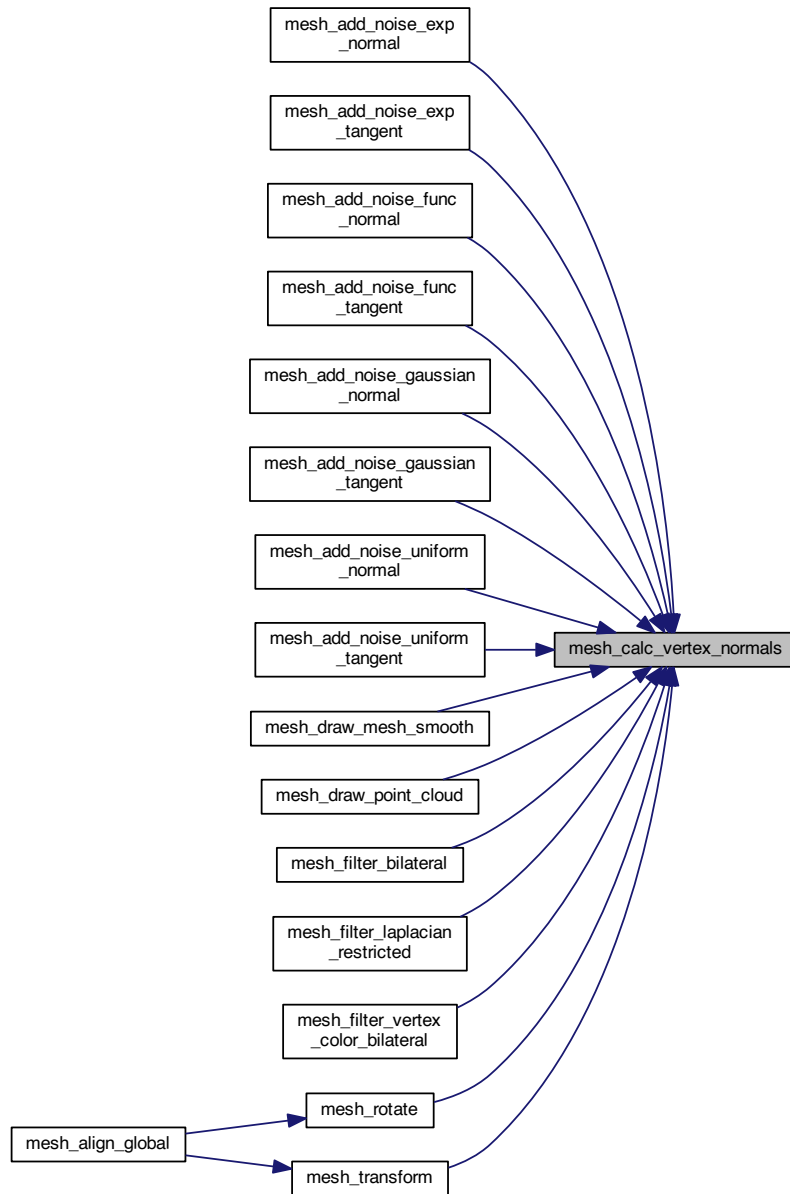 mesh_add_noise_exp
_normal
mesh_add_noise_exp
_tangent
mesh_add_noise_func
_normal
mesh_add_noise_func
_tangent
mesh_add_noise_gaussian
_normal
mesh_add_noise_gaussian
_tangent
mesh_add_noise_uniform
_normal
mesh_add_noise_uniform
_tangent
mesh_calc_vertex_normals
mesh_draw_mesh_smooth
mesh_draw_point_cloud
mesh_filter_bilateral
mesh_filter_laplacian
_restricted
mesh_filter_vertex
_color_bilateral
mesh_rotate
mesh_align_global
mesh_transform